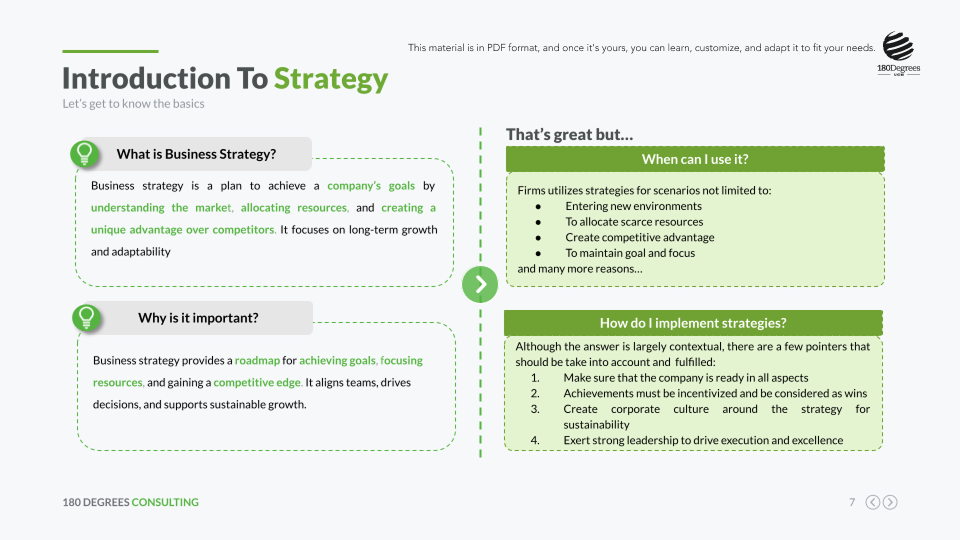 This material is in PDF format, and once it's yours, you can learn, customize, and adapt it to fit your needs.
180Degrees
Introduction To Strategy
Let's get to know the basics
What is Business Strategy?
Business strategy is a plan to achieve a company's goals by
understanding the market, allocating resources, and creating a
unique advantage over competitors. It focuses on long-term growth
and adaptability
Why is it important?
Business strategy provides a roadmap for achieving goals, focusing
resources, and gaining a competitive edge. It aligns teams, drives
decisions, and supports sustainable growth.
That's great but...
When can I use it?
Firms utilizes strategies for scenarios not limited to:
● Entering new environments
● To allocate scarce resources
● Create competitive advantage
● To maintain goal and focus
and many more reasons...
How do I implement strategies?
Although the answer is largely contextual, there are a few pointers that
should be take into account and fulfilled:
1. Make sure that the company is ready in all aspects
2. Achievements must be incentivized and be considered as wins
3. Create corporate culture around the strategy for
sustainability
4. Exert strong leadership to drive execution and excellence
180 DEGREES CONSULTING
7